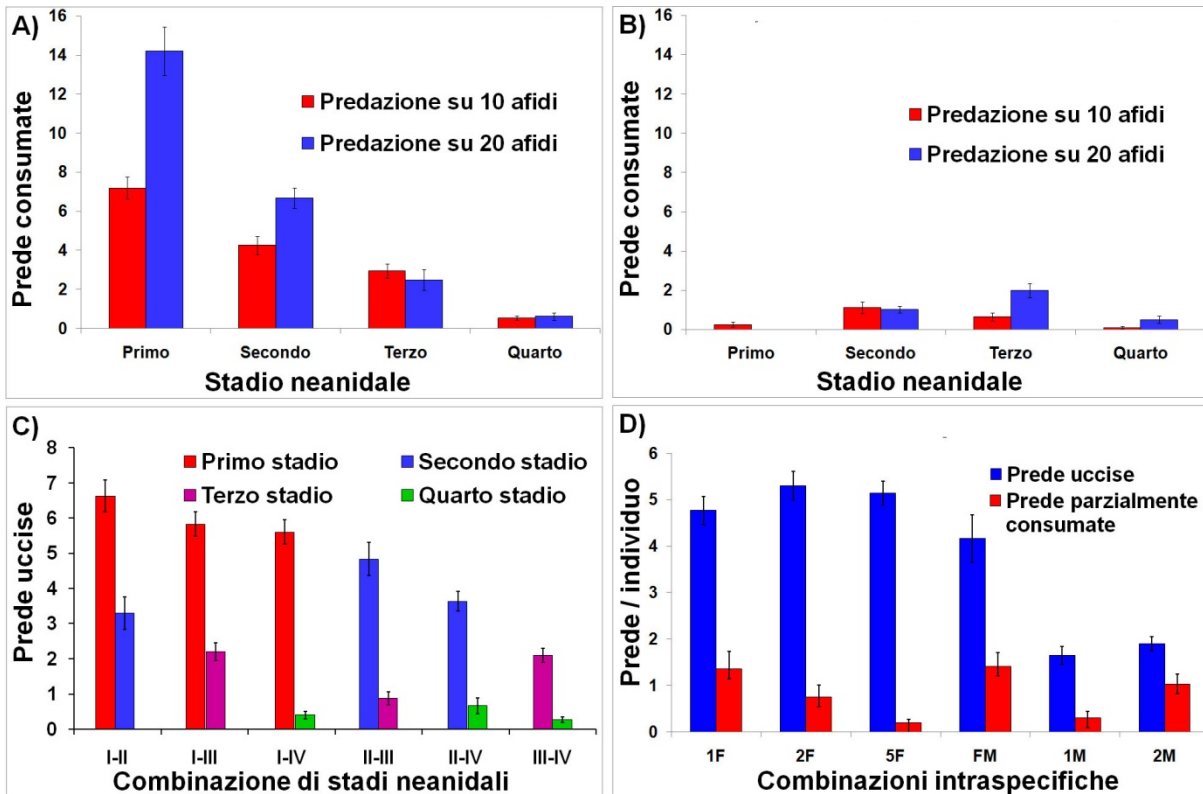 A)
16
14
12
10
8
6
4
2
0
Prede consumate
Predazione su 10 afidi
Predazione su 20 afidi
Primo Secondo Terzo Quarto
Stadio neanidale
B)
16
14
12
10
8
6
4
2
0
Prede consumate
Predazione su 10 afidi
Predazione su 20 afidi
Primo Secondo Terzo Quarto
Stadio neanidale
C)
8
7
6
5
4
3
2
1
0
Prede uccise
Primo stadio Secondo stadio
Terzo stadio Quarto stadio
I-II I-III I-IV II-III II-IV III-IV
Combinazione di stadi neanidali
D)
6
5
4
3
2
1
0
Prede / individuo
Prede uccise
Prede parzialmente
consumate
1F 2F 5F FM 1M 2M
Combinazioni intraspecifiche